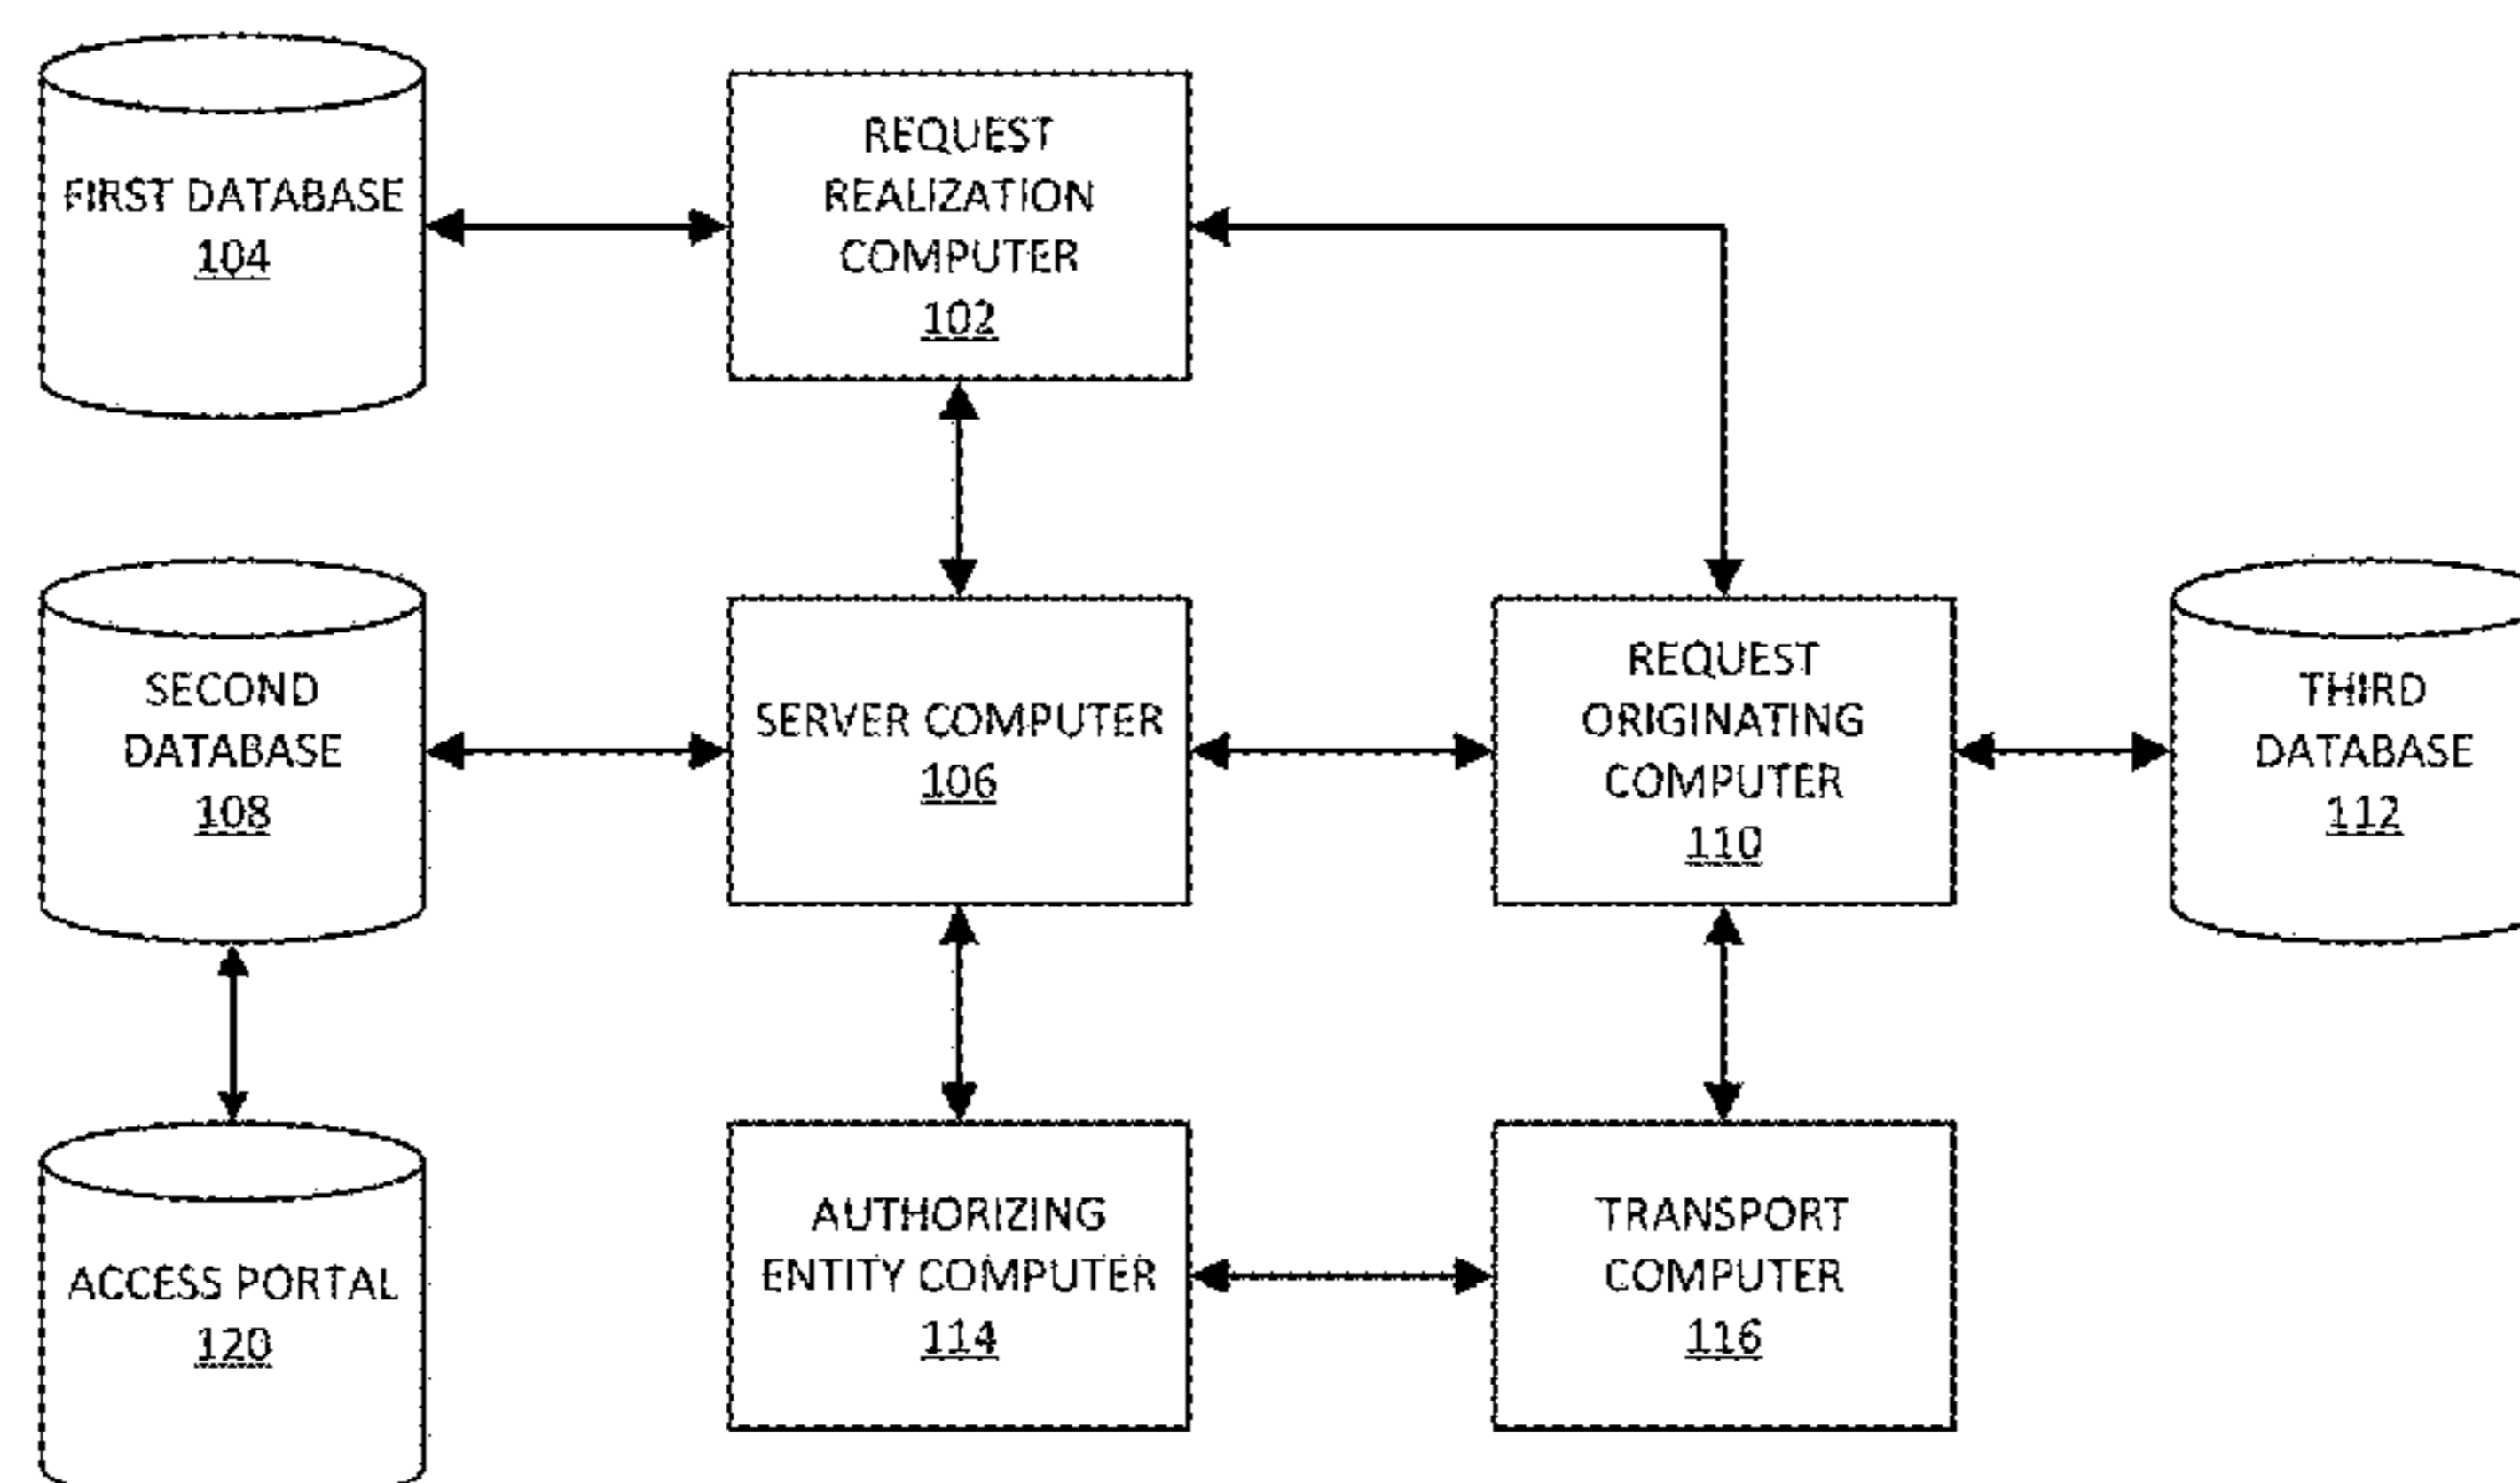 FIRST DATABASE
104
REQUEST
REALIZATION
COMPUTER
102
SECOND
DATABASE
108
SERVER COMPUTER
106
REQUEST
ORIGINATING
COMPUTER
110
THIRD
DATABASE
112
ACCESS PORTAL
120
AUTHORIZING
ENTITY COMPUTER
114
TRANSPORT
COMPUTER
116